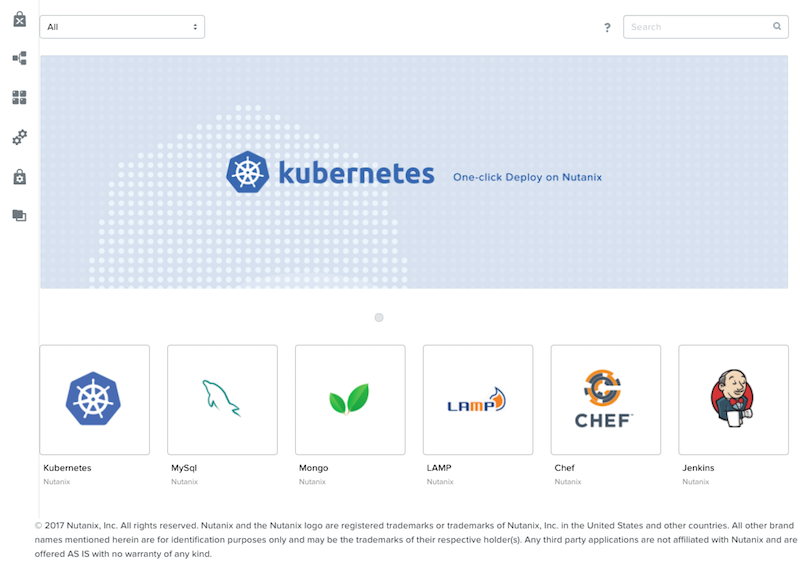 All
?
Search
kubernetes One-click Deploy on Nutanix
LAMP
CHEF
Kubernetes MySql Mongo LAMP Chef Jenkins
Nutanix Nutanix Nutanix Nutanix Nutanix Nutanix
© 2017 Nutanix, Inc. All rights reserved. Nutanix and the Nutanix logo are registered trademarks or trademarks of Nutanix, Inc. in the United States and other countries. All other brand
names mentioned herein are for identification purposes only and may be the trademarks of their respective holder(s). Any third party applications are not affiliated with Nutanix and are
offered AS IS with no warranty of any kind.